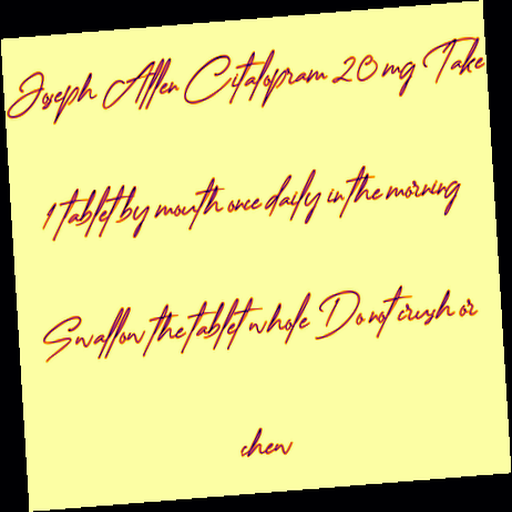 Joseph Allen Citalopram 20 mg Take
1 tablet by mouth once daily in the morning
Swallow the tablet whole Do not crush or
chew